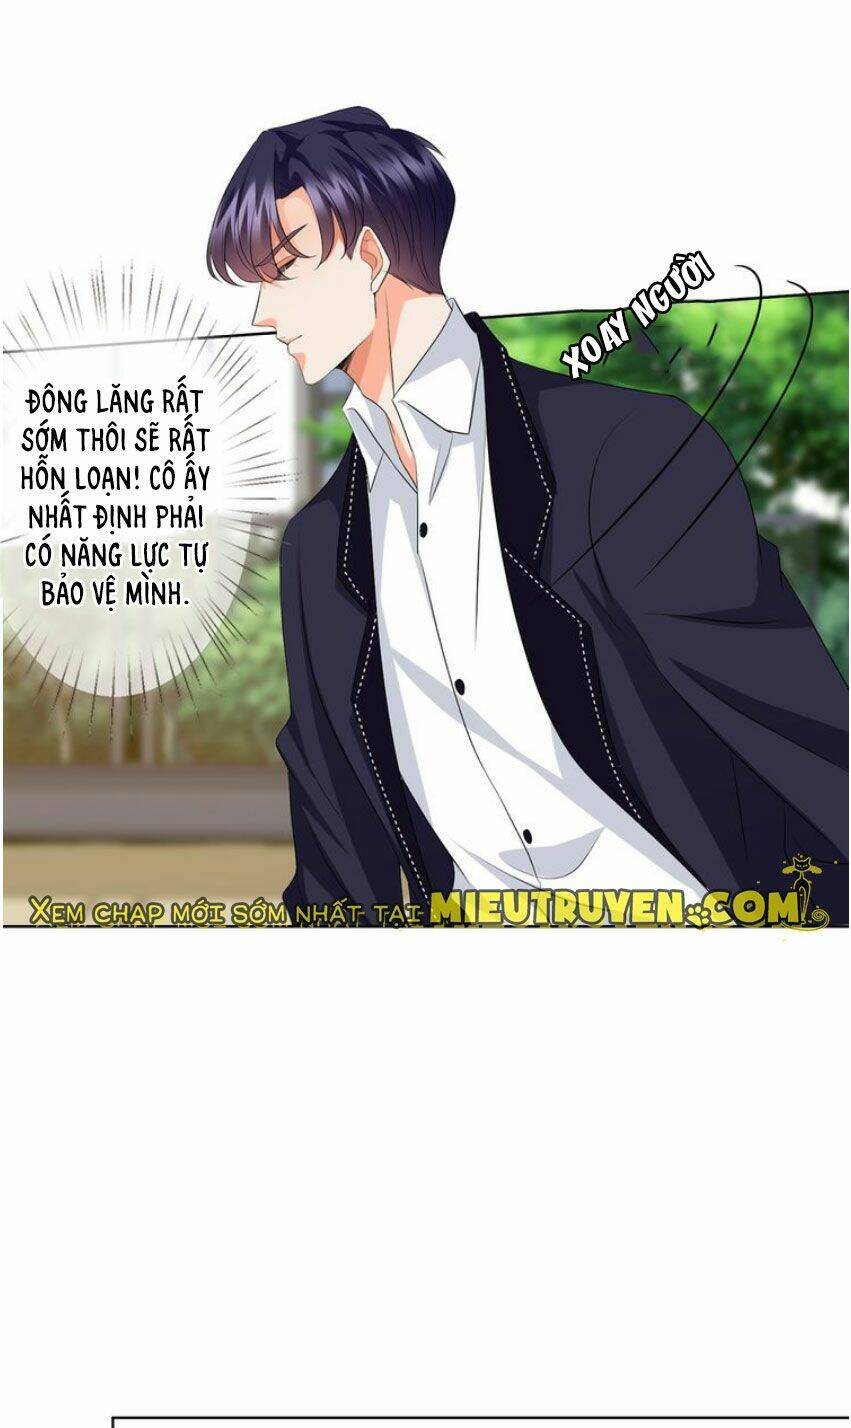 XOAY NGƯỜI
ĐÔNG LĂNG RẤT
SỚM THÔI SẼ RẤT
HỖN LOẠN! CÔ ẤY
NHẤT ĐỊNH PHẢI
CÓ NĂNG LỰC TỰ
BẢO VỆ MÌNH.
XEM CHAP MỚI SỚM NHẤT TẠI MIEUTRUYEN.COM